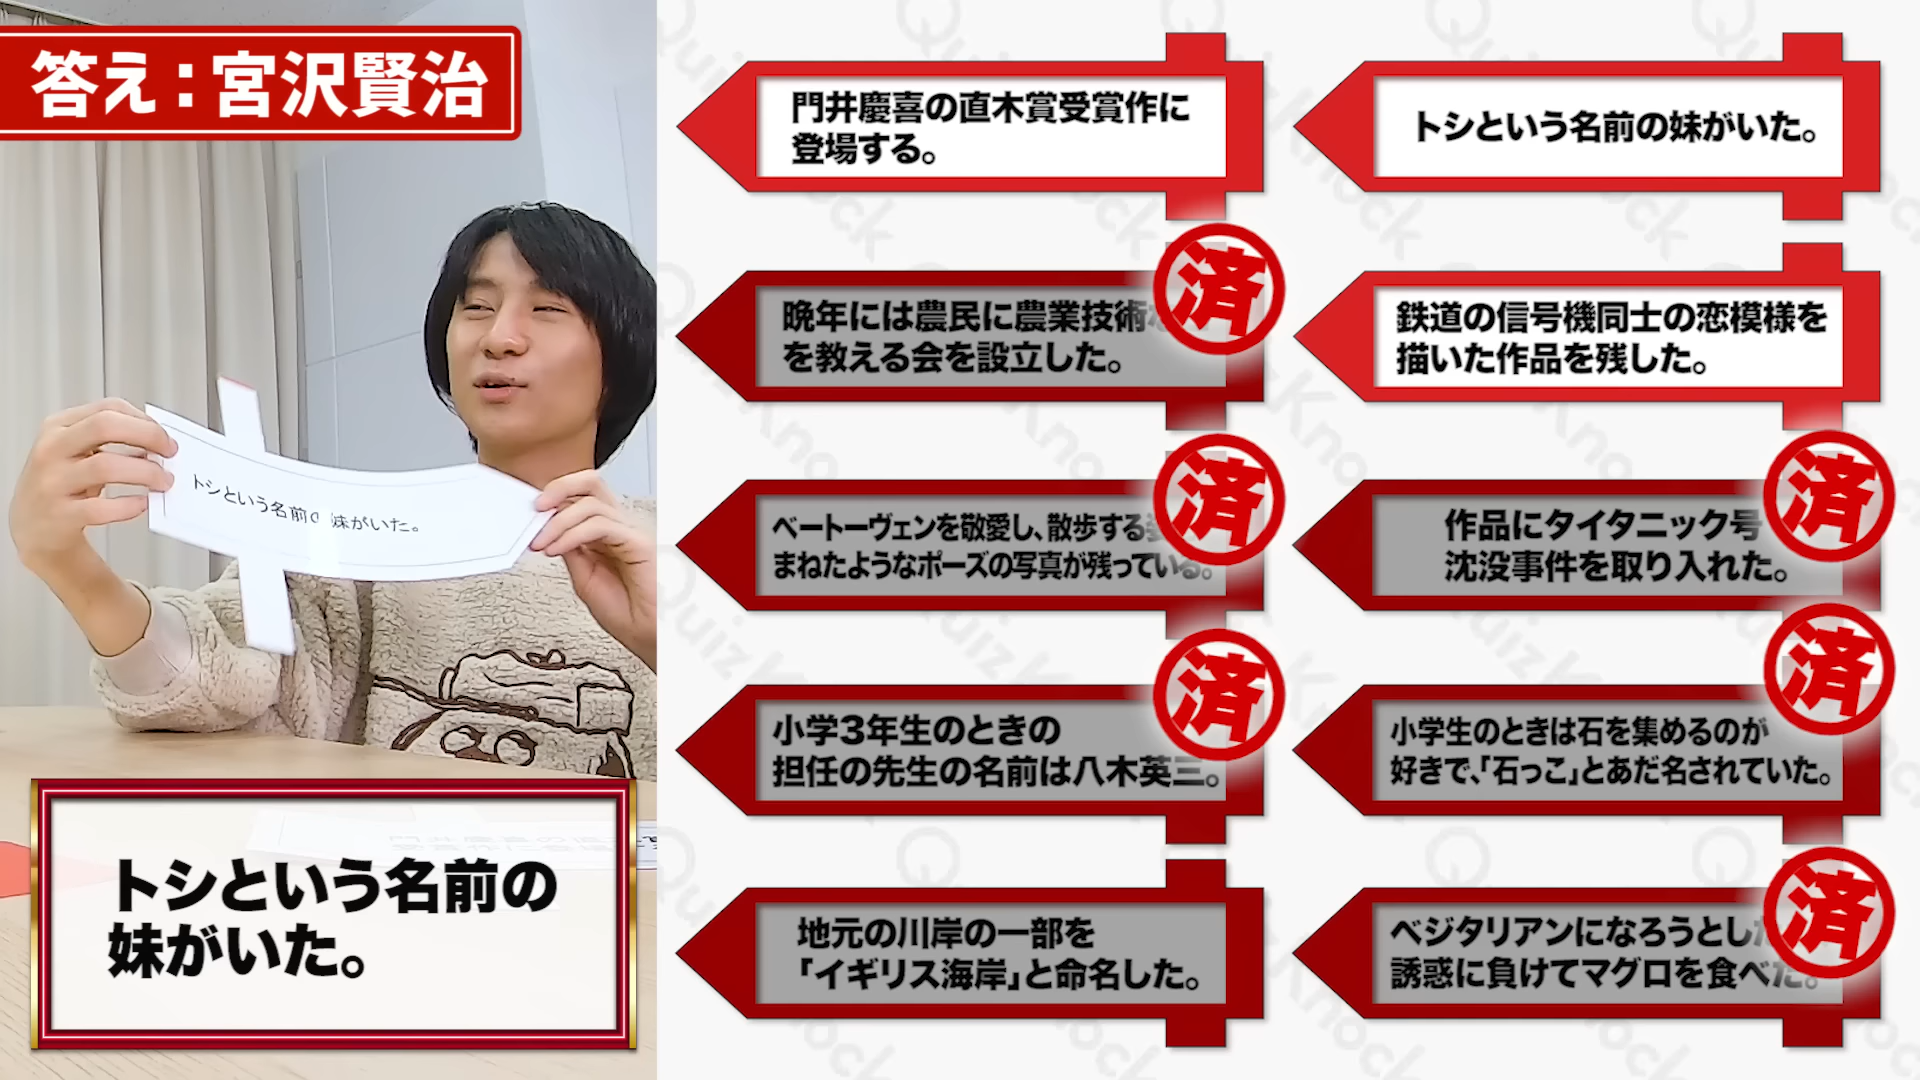 答え：宮沢賢治
トシという名前の妹がいた。
トシという名前の
妹がいた。
門井慶喜の直木賞受賞作に
登場する。
トシという名前の妹がいた。
晩年には農民に農業技術
を教える会を設立した。
済
鉄道の信号機同士の恋模様を
描いた作品を残した。
ベートーヴェンを敬愛し、散歩する
まねたようなポーズの写真が残っている。
済
作品にタイタニック号
沈没事件を取り入れた。
済
小学3年生のときの
担任の先生の名前は八木英三。
済
小学生のときは石を集めるのが
好きで、「石っこ」とあだ名されていた。
済
地元の川岸の一部を
「イギリス海岸」と命名した。
ベジタリアンになろうとし
誘惑に負けてマグロを食べた。
済
QuizKnock